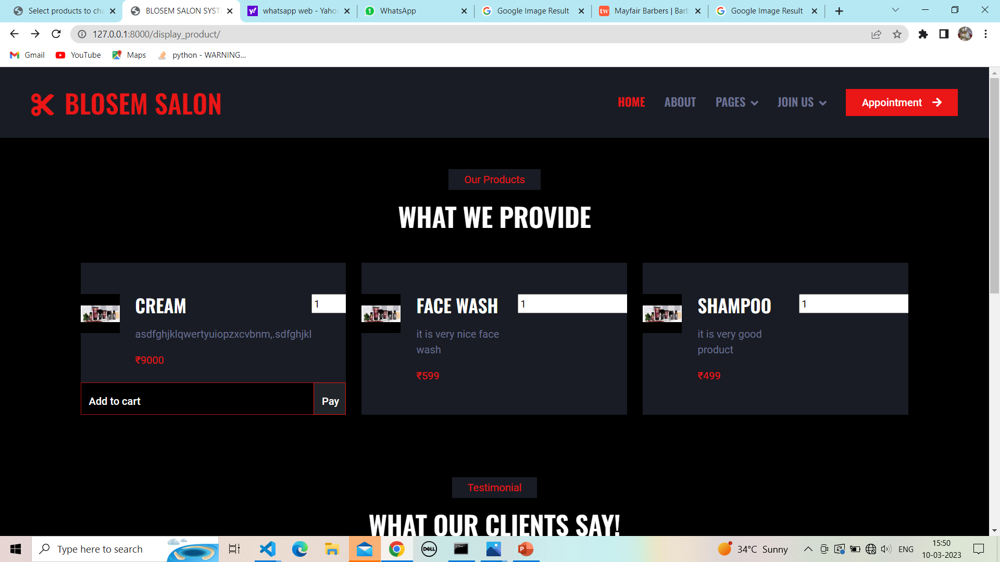 Select products to cha
BLOSEM SALON SYST
whatsapp web - Yahoo
WhatsApp
Google Image Result
Mayfair Barbers | Barb
Google Image Result
127.0.0.1:8000/display_product/
Gmail
YouTube
Maps
python - WARNING...
BLOSEM SALON
HOME
ABOUT
PAGES
JOIN US
Appointment
Our Products
WHAT WE PROVIDE
CREAM
1
asdfghjklqwertyuiopzxcvbnm,.sdfghjkl
₹9000
Add to cart
Pay
FACE WASH
1
it is very nice face
wash
₹599
SHAMPOO
1
it is very good
product
₹499
Testimonial
WHAT OUR CLIENTS SAY!
Type here to search
DELL
34°C Sunny
ENG
15:50
10-03-2023